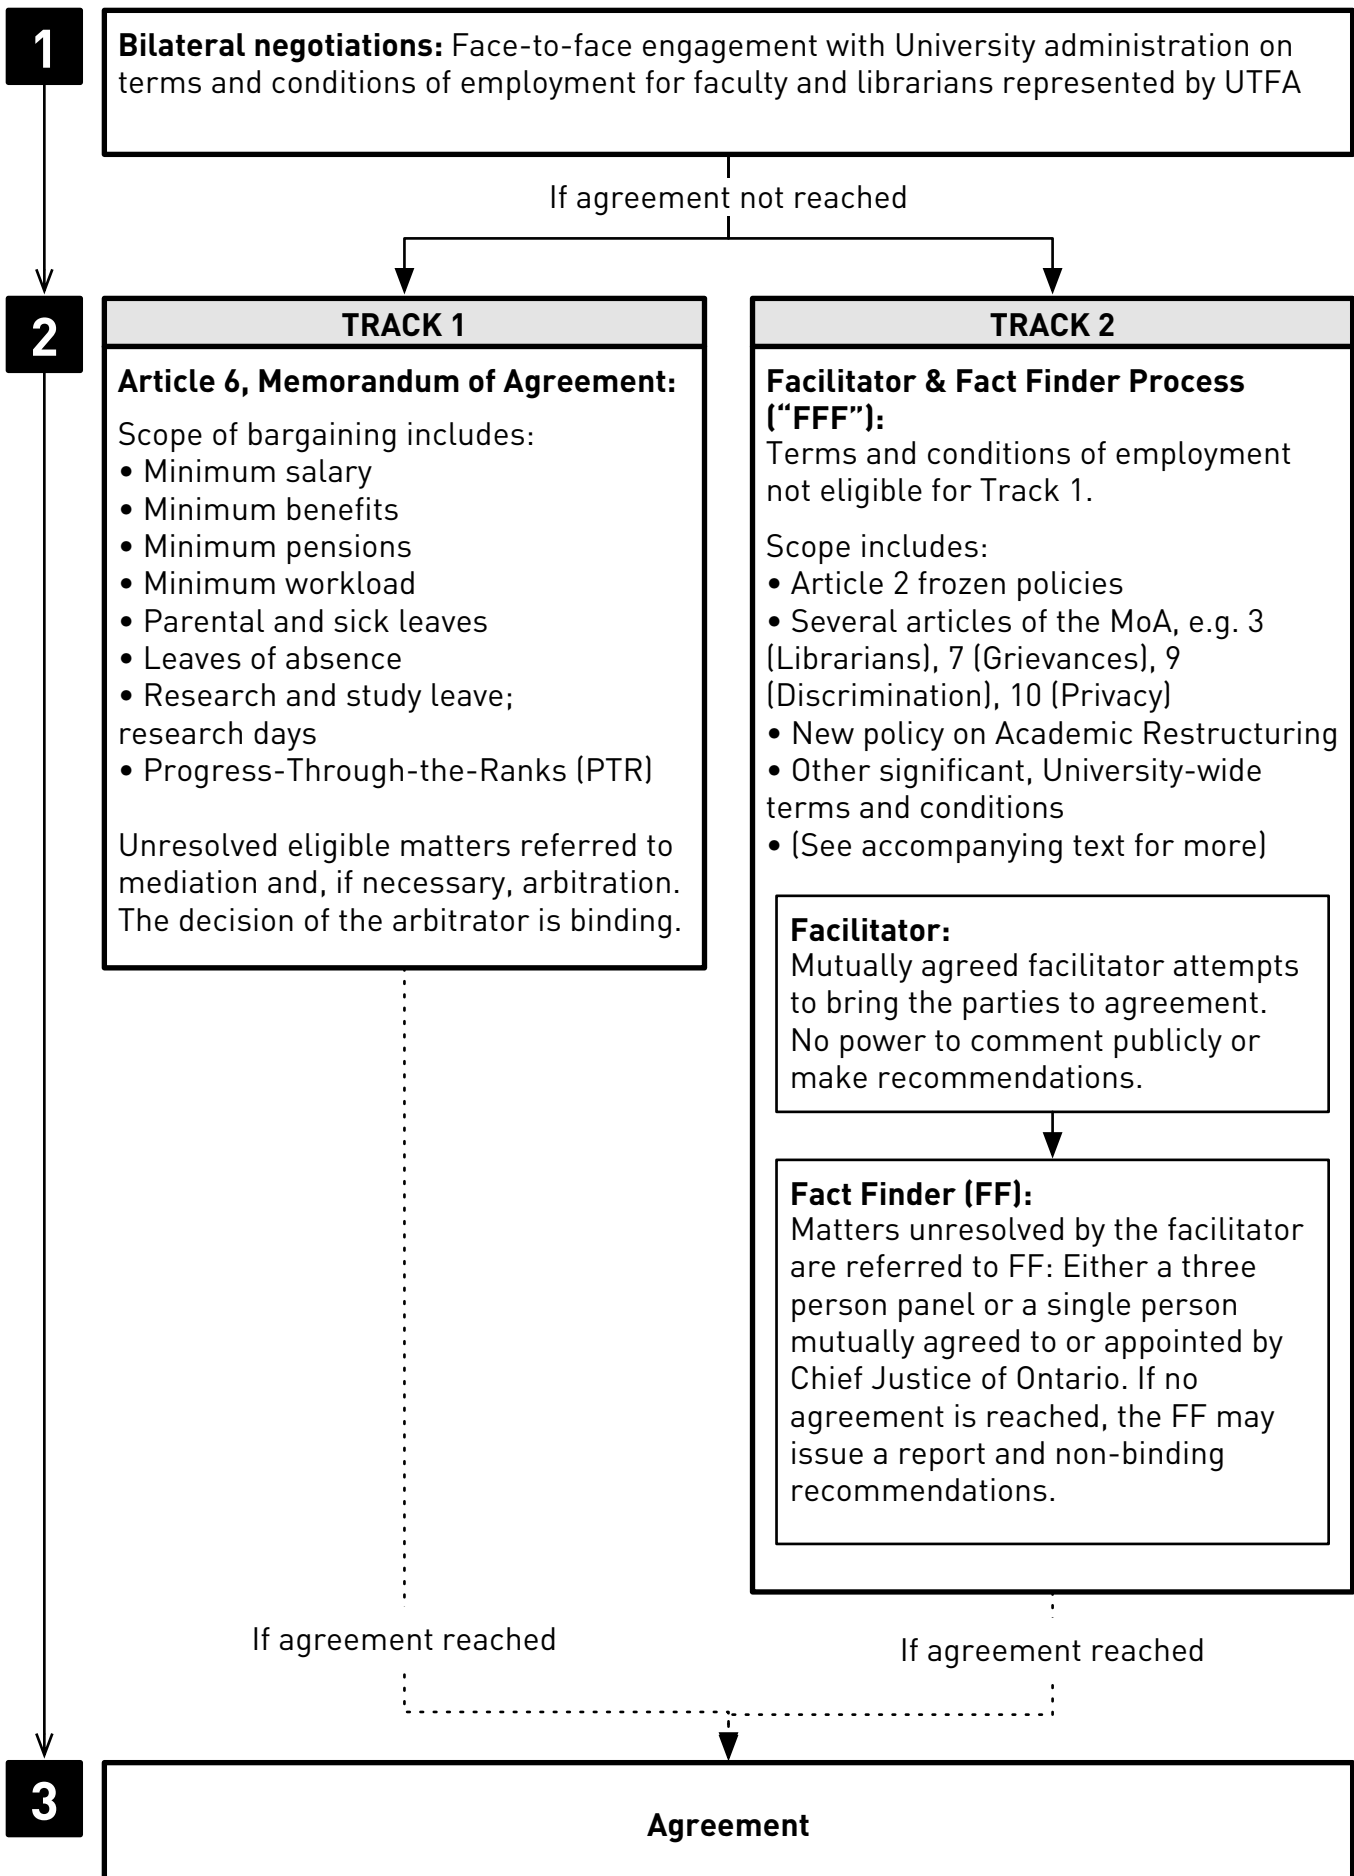 1
Bilateral negotiations: Face-to-face engagement with University administration on
terms and conditions of employment for faculty and librarians represented by UTFA
If agreement not reached
2
TRACK 1
Article 6, Memorandum of Agreement:
Scope of bargaining includes:
• Minimum salary
• Minimum benefits
• Minimum pensions
• Minimum workload
• Parental and sick leaves
• Leaves of absence
• Research and study leave;
research days
• Progress-Through-the-Ranks (PTR)
Unresolved eligible matters referred to
mediation and, if necessary, arbitration.
The decision of the arbitrator is binding.
TRACK 2
Facilitator & Fact Finder Process
(“FFF”):
Terms and conditions of employment
not eligible for Track 1.
Scope includes:
• Article 2 frozen policies
• Several articles of the MoA, e.g. 3
(Librarians), 7 (Grievances), 9
(Discrimination), 10 (Privacy)
• New policy on Academic Restructuring
• Other significant, University-wide
terms and conditions
• (See accompanying text for more)
Facilitator:
Mutually agreed facilitator attempts
to bring the parties to agreement.
No power to comment publicly or
make recommendations.
Fact Finder (FF):
Matters unresolved by the facilitator
are referred to FF: Either a three
person panel or a single person
mutually agreed to or appointed by
Chief Justice of Ontario. If no
agreement is reached, the FF may
issue a report and non-binding
recommendations.
If agreement reached
If agreement reached
3
Agreement